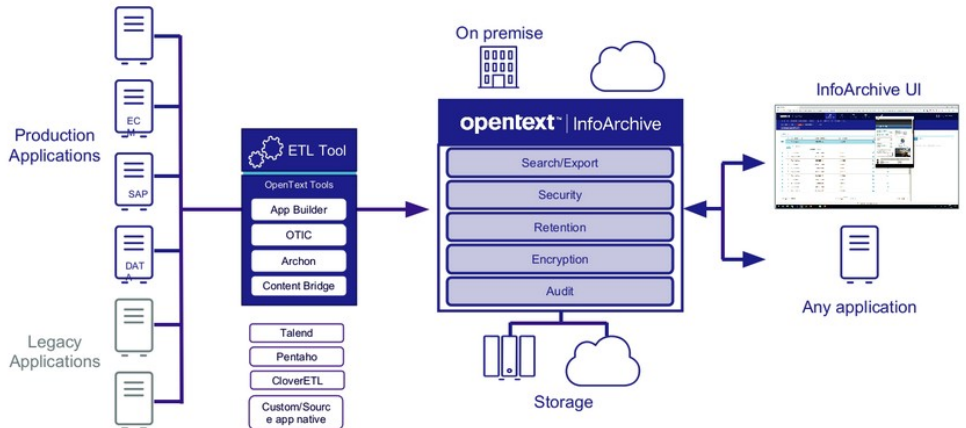 On premise
InfoArchive UI
Production
Applications
EC
M
SAP
DAT
A
Legacy
Applications
ETL Tool
OpenText Tools
App Builder
OTIC
Archon
Content Bridge
Talend
Pentaho
CloverETL
Custom/Sourc
e app native
opentext™ | InfoArchive
Search/Export
Security
Retention
Encryption
Audit
Storage
Any application